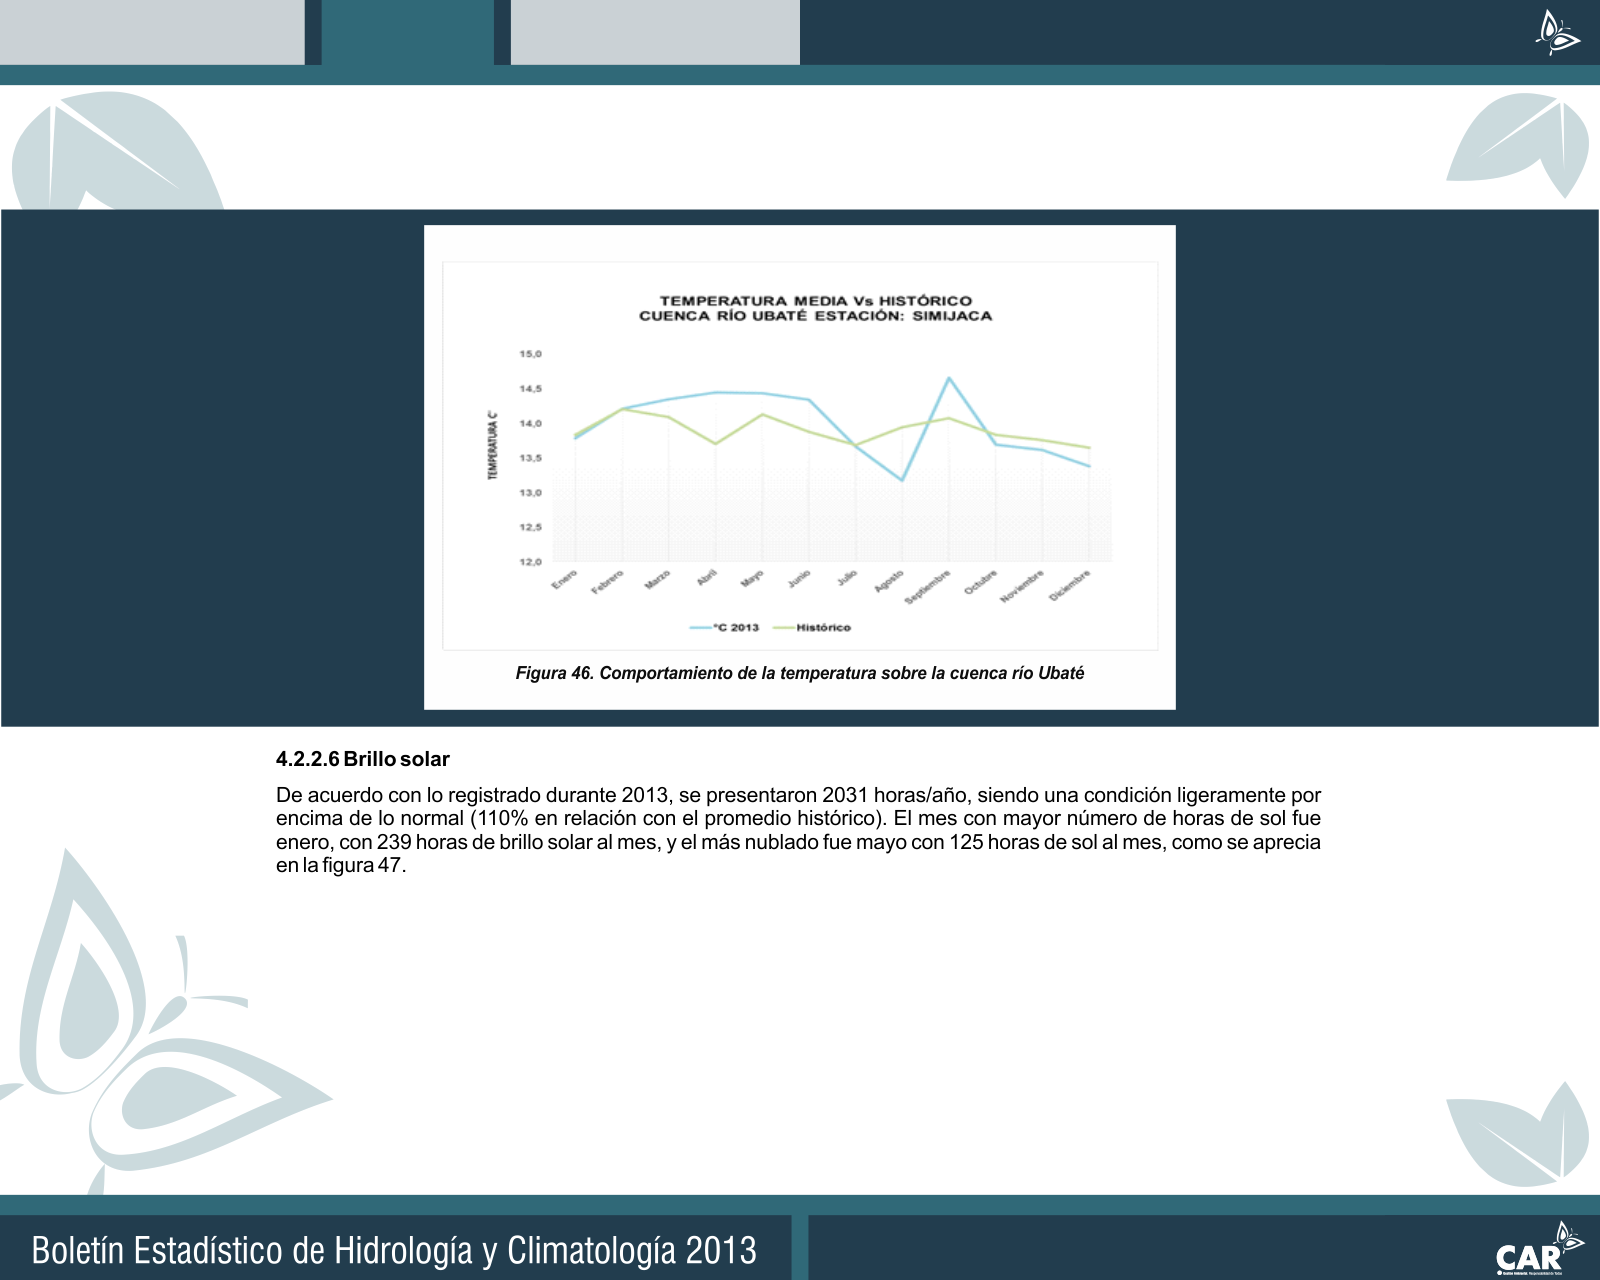 TEMPERATURA MEDIA Vs HISTÓRICO
CUENCA RÍO UBATÉ ESTACIÓN: SIMIJACA
TEMPERATURA C°
15,0
14,5
14,0
13,5
13,0
12,5
12,0
Enero
Febrero
Marzo
Abril
Mayo
Junio
Julio
Agosto
Septiembre
Octubre
Noviembre
Diciembre
°C 2013 Histórico
Figura 46. Comportamiento de la temperatura sobre la cuenca río Ubaté
4.2.2.6 Brillo solar
De acuerdo con lo registrado durante 2013, se presentaron 2031 horas/año, siendo una condición ligeramente por
encima de lo normal (110% en relación con el promedio histórico). El mes con mayor número de horas de sol fue
enero, con 239 horas de brillo solar al mes, y el más nublado fue mayo con 125 horas de sol al mes, como se aprecia
en la figura 47.
Boletín Estadístico de Hidrología y Climatología 2013
CAR